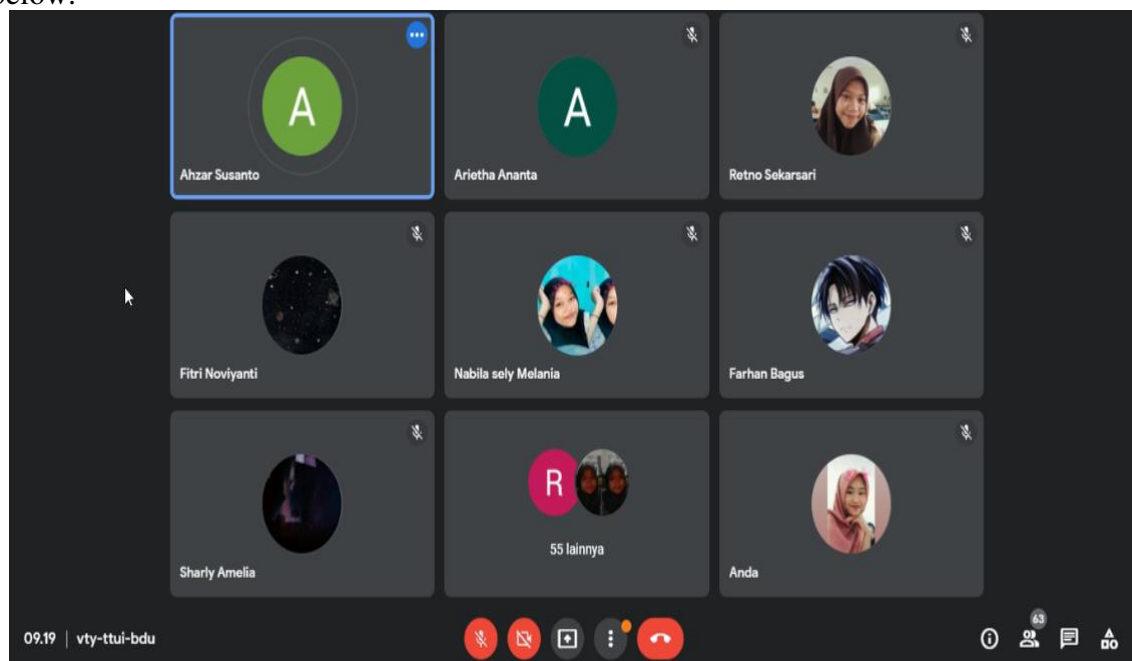 below:
A
A
Ahzar Susanto
Arietha Ananta
Retno Sekarsari
Fitri Noviyanti
Nabila sely Melania
Farhan Bagus
R
55 lainnya
Sharly Amelia
Anda
09.19 | vty-ttui-bdu
63